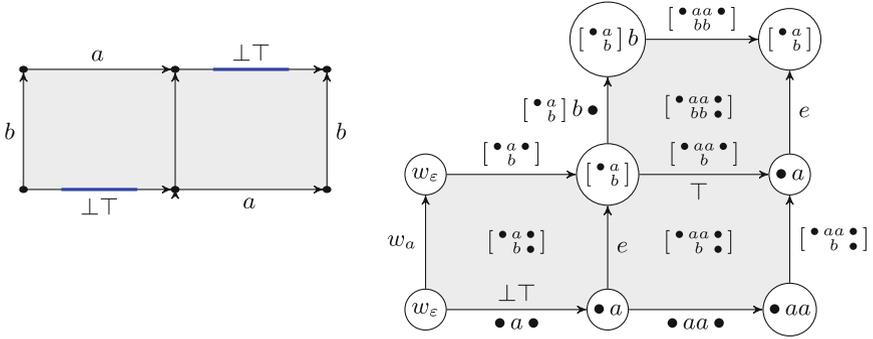 a
⊥⊤
b
b
⊥⊤
a
[• a b] b
[• aa • bb]
[• a b]
[• a b] b •
[• aa • bb •]
e
[• a • b]
[• aa • b]
w_ε
[• a b]
⊤
• a
w_a
[• a • b •]
e
[• aa • b •]
[• aa • b •]
w_ε
⊥⊤
• a
• aa
• a •
• aa •